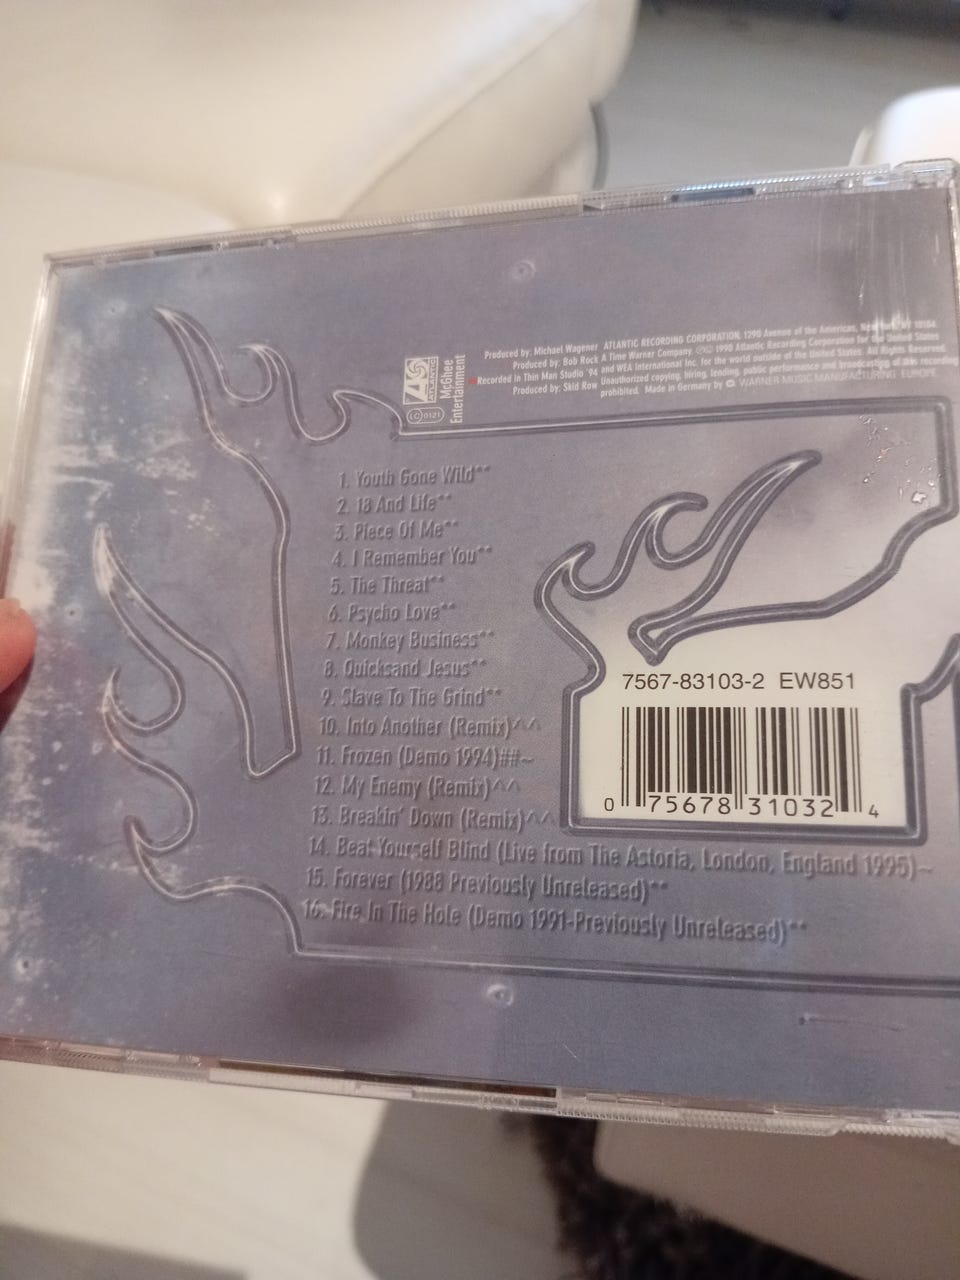 ATLANTIC
LC 0121
McGhee
Entertainment
Produced by: Michael Wagener
Produced by: Bob Rock
Recorded in Thin Man Studio '94
Produced by: Skid Row
ATLANTIC RECORDING CORPORATION, 1290 Avenue of the Americas, New York, NY 10104
A Time Warner Company. ℗© 1998 Atlantic Recording Corporation for the United States
and WEA International Inc. for the world outside of the United States.
Unauthorized copying, hiring, lending, public performance and broadcasting
prohibited. Made in Germany by WARNER MUSIC MANUFACTURING EUROPE
1. Youth Gone Wild**
2. 18 And Life**
3. Piece Of Me**
4. I Remember You**
5. The Threat**
6. Psycho Love**
7. Monkey Business**
8. Quicksand Jesus**
9. Slave To The Grind**
10. Into Another (Remix)^^
11. Frozen (Demo 1994)##~
12. My Enemy (Remix)^^
13. Breakin' Down (Remix)^^
14. Beat Yourself Blind (Live from The Astoria, London, England 1995)~
15. Forever (1988 Previously Unreleased)**
16. Fire In The Hole (Demo 1991-Previously Unreleased)**
7567-83103-2 EW851
0 75678 31032 4